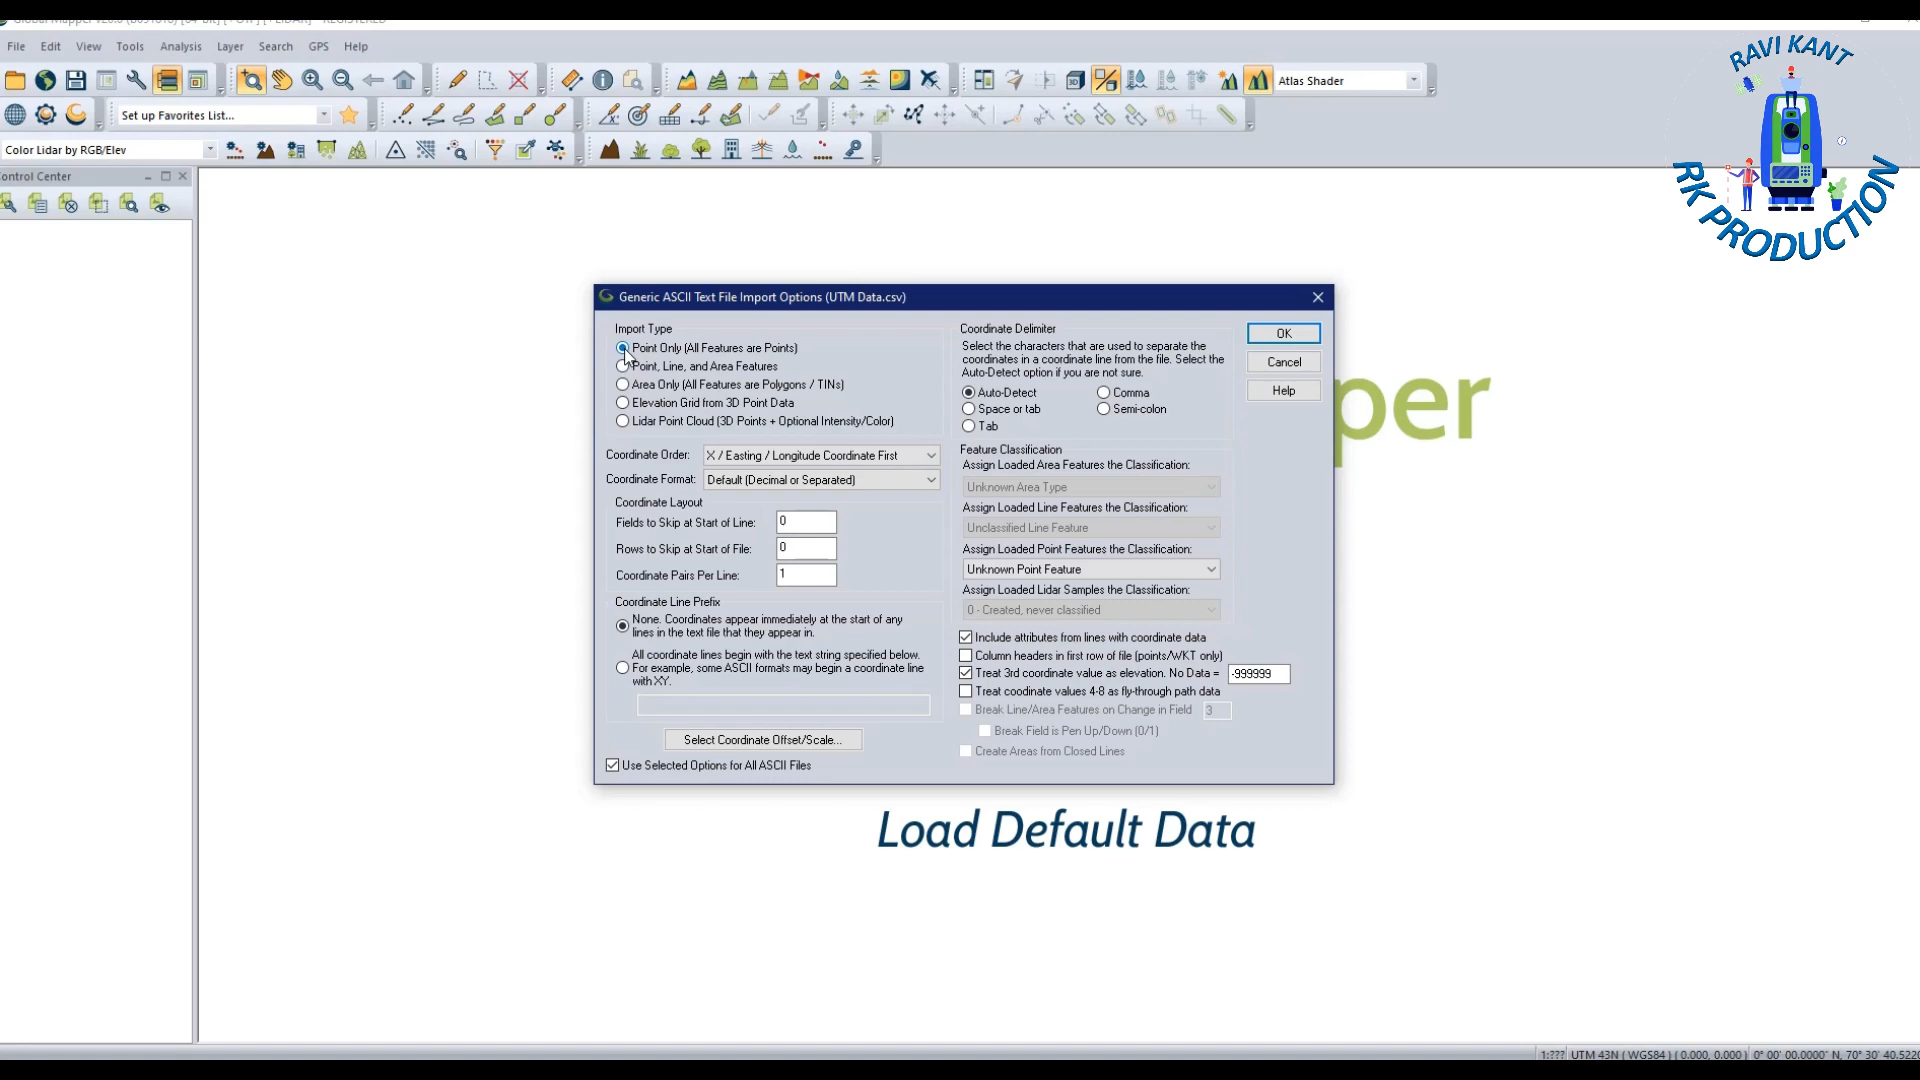 File Edit View Tools Analysis Layer Search GPS Help
Atlas Shader
Set up Favorites List...
Color Lidar by RGB/Elev
ontrol Center
RAVI KANT
RK PRODUCTION
Generic ASCII Text File Import Options (UTM Data.csv)
Import Type
Point Only (All Features are Points)
Point, Line, and Area Features
Area Only (All Features are Polygons / TINs)
Elevation Grid from 3D Point Data
Lidar Point Cloud (3D Points + Optional Intensity/Color)
Coordinate Order: X / Easting / Longitude Coordinate First
Coordinate Format: Default (Decimal or Separated)
Coordinate Layout
Fields to Skip at Start of Line: 0
Rows to Skip at Start of File: 0
Coordinate Pairs Per Line: 1
Coordinate Line Prefix
None. Coordinates appear immediately at the start of any
lines in the text file that they appear in.
All coordinate lines begin with the text string specified below.
For example, some ASCII formats may begin a coordinate line
with XY.
Select Coordinate Offset/Scale...
Use Selected Options for All ASCII Files
Coordinate Delimiter
Select the characters that are used to separate the
coordinates in a coordinate line from the file. Select the
Auto-Detect option if you are not sure.
Auto-Detect Comma
Space or tab Semi-colon
Tab
Feature Classification
Assign Loaded Area Features the Classification:
Unknown Area Type
Assign Loaded Line Features the Classification:
Unclassified Line Feature
Assign Loaded Point Features the Classification:
Unknown Point Feature
Assign Loaded Lidar Samples the Classification:
0 - Created, never classified
Include attributes from lines with coordinate data
Column headers in first row of file (points/WKT only)
Treat 3rd coordinate value as elevation. No Data = -999999
Treat coodinate values 4-8 as fly-through path data
Break Line/Area Features on Change in Field 3
Break Field is Pen Up/Down (0/1)
Create Areas from Closed Lines
OK
Cancel
Help
per
Load Default Data
1:??? UTM 43N ( WGS84 ) ( 0.000, 0.000 ) 0° 00' 00.0000" N, 70° 30' 40.5220